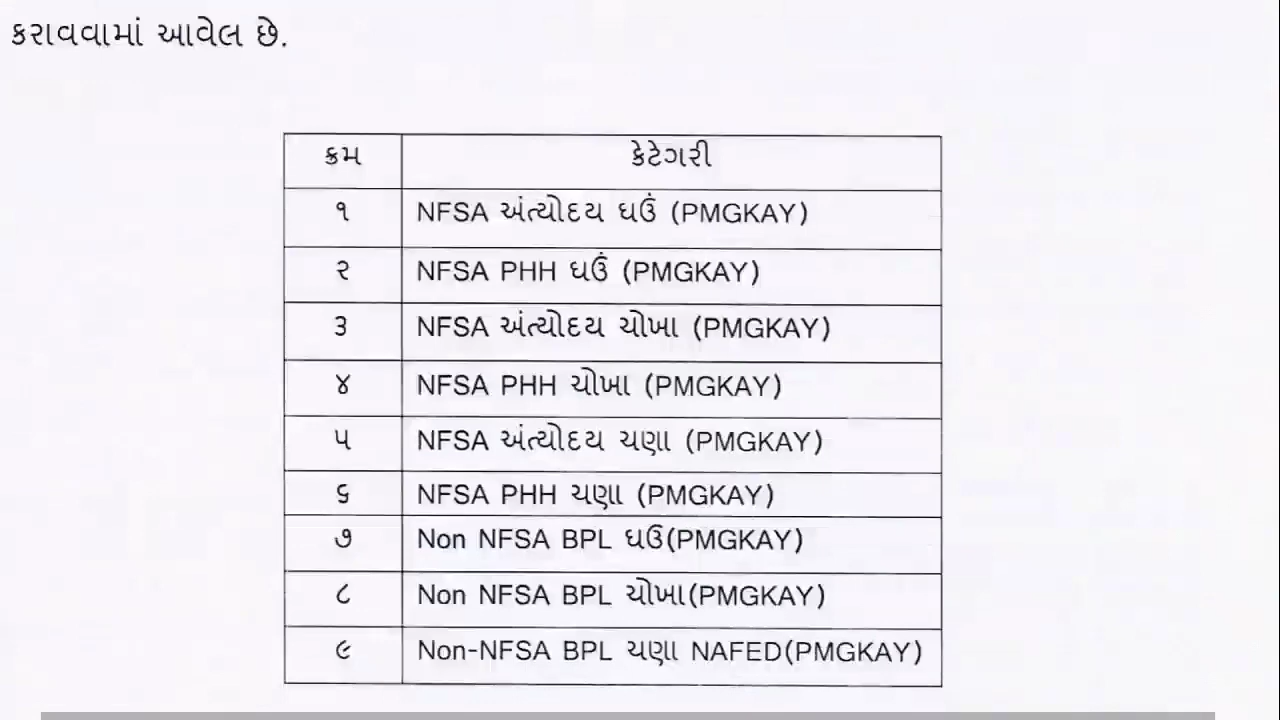 કરાવવામાં આવેલ છે.
ક્રમ કેટેગરી
૧ NFSA અંત્યોદય ઘઉં (PMGKAY)
૨ NFSA PHH ઘઉં (PMGKAY)
૩ NFSA અંત્યોદય ચોખા (PMGKAY)
૪ NFSA PHH ચોખા (PMGKAY)
૫ NFSA અંત્યોદય ચણા (PMGKAY)
૬ NFSA PHH ચણા (PMGKAY)
૭ Non NFSA BPL ઘઉં(PMGKAY)
૮ Non NFSA BPL ચોખા(PMGKAY)
૯ Non-NFSA BPL ચણા NAFED(PMGKAY)